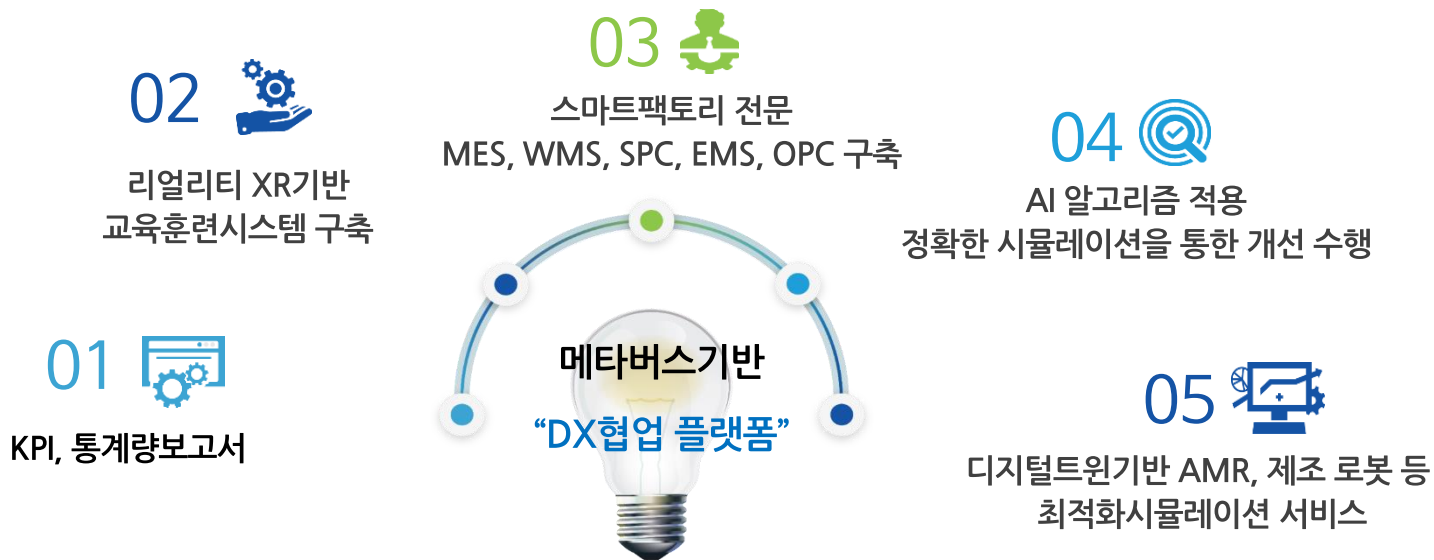 01
KPI, 통계량보고서
02
리얼리티 XR기반
교육훈련시스템 구축
03
스마트팩토리 전문
MES, WMS, SPC, EMS, OPC 구축
04
AI 알고리즘 적용
정확한 시뮬레이션을 통한 개선 수행
05
디지털트윈기반 AMR, 제조 로봇 등
최적화시뮬레이션 서비스
메타버스기반
“DX협업 플랫폼”